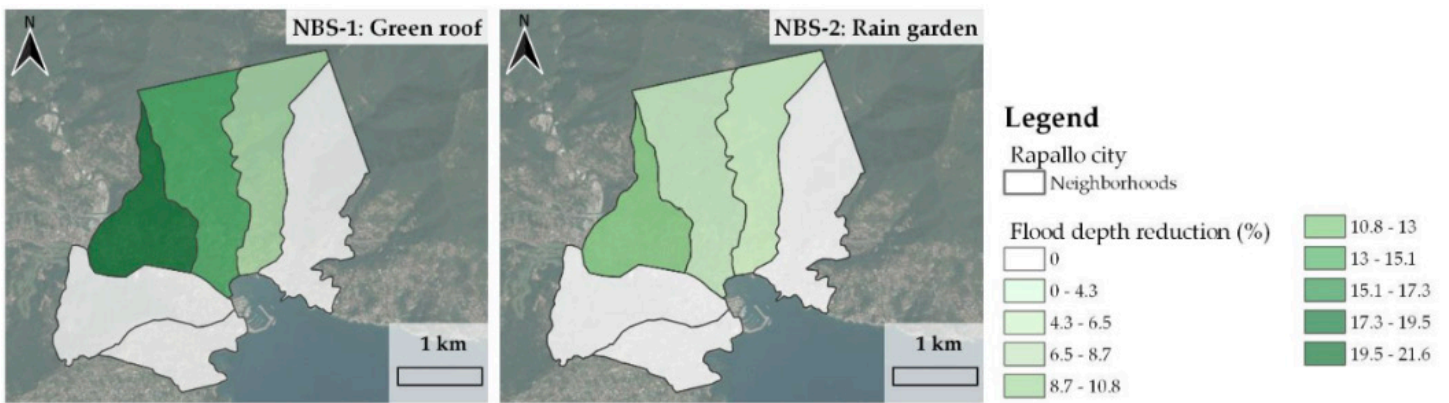 N
NBS-1: Green roof
1 km
N
NBS-2: Rain garden
1 km
Legend
Rapallo city
Neighborhoods
Flood depth reduction (%)
0
0 - 4.3
4.3 - 6.5
6.5 - 8.7
8.7 - 10.8
10.8 - 13
13 - 15.1
15.1 - 17.3
17.3 - 19.5
19.5 - 21.6